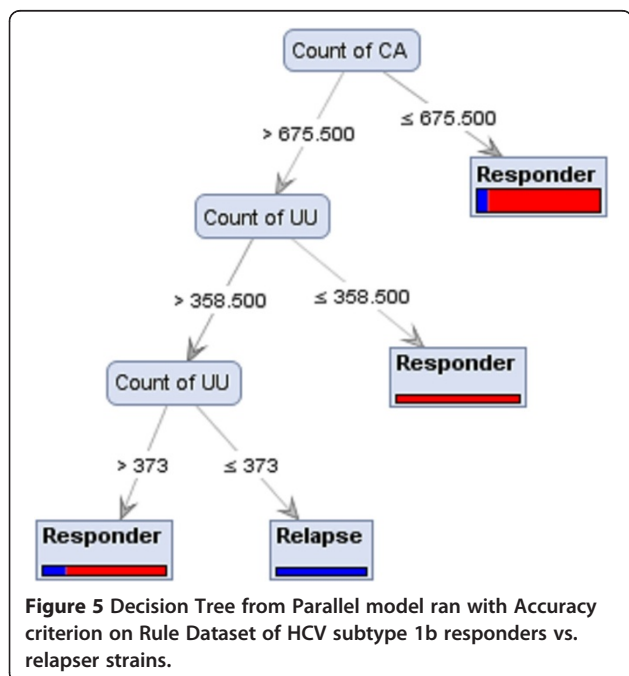 Count of CA
> 675.500
≤ 675.500
Responder
Count of UU
> 358.500
≤ 358.500
Responder
Count of UU
> 373
≤ 373
Responder
Relapse
Figure 5 Decision Tree from Parallel model ran with Accuracy
criterion on Rule Dataset of HCV subtype 1b responders vs.
relapser strains.